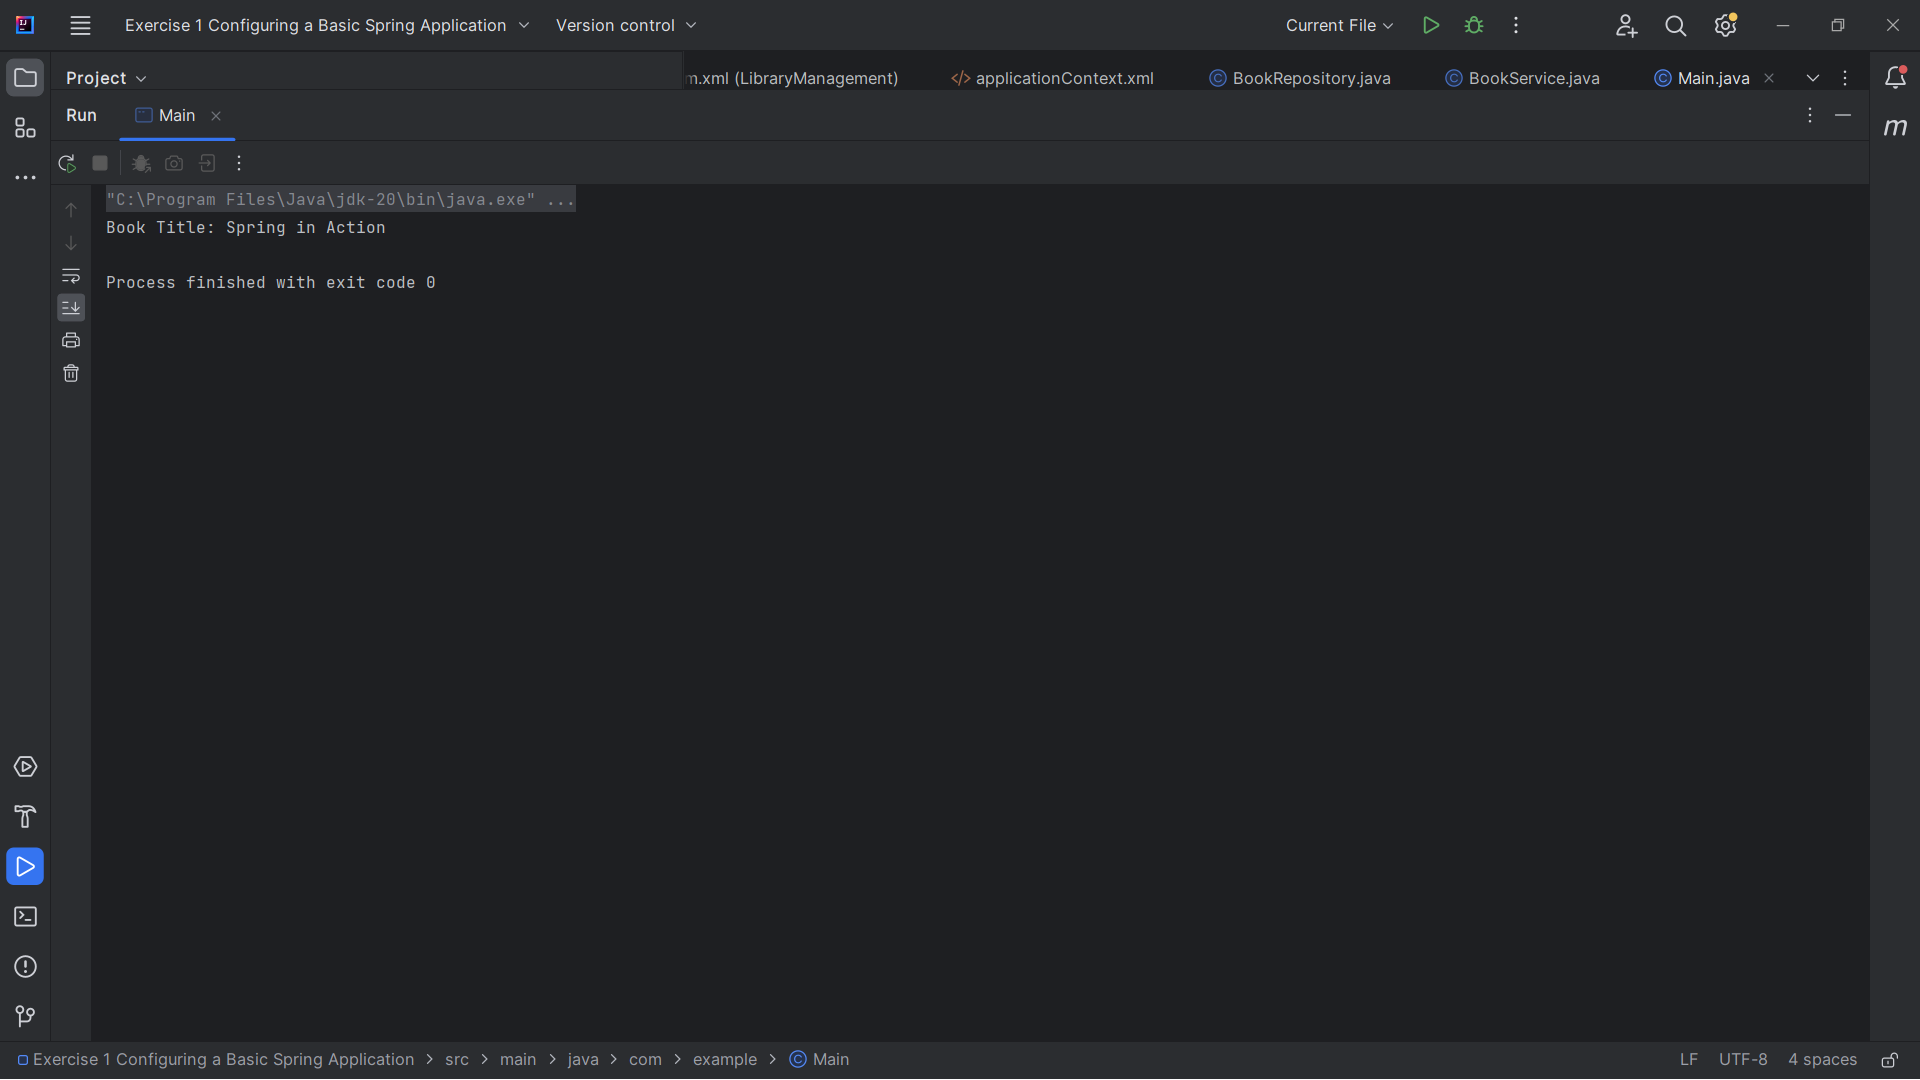 Exercise 1 Configuring a Basic Spring Application Version control Current File
Project m.xml (LibraryManagement) applicationContext.xml BookRepository.java BookService.java Main.java
Run Main
"C:\Program Files\Java\jdk-20\bin\java.exe" ...
Book Title: Spring in Action
Process finished with exit code 0
Exercise 1 Configuring a Basic Spring Application > src > main > java > com > example > Main LF UTF-8 4 spaces